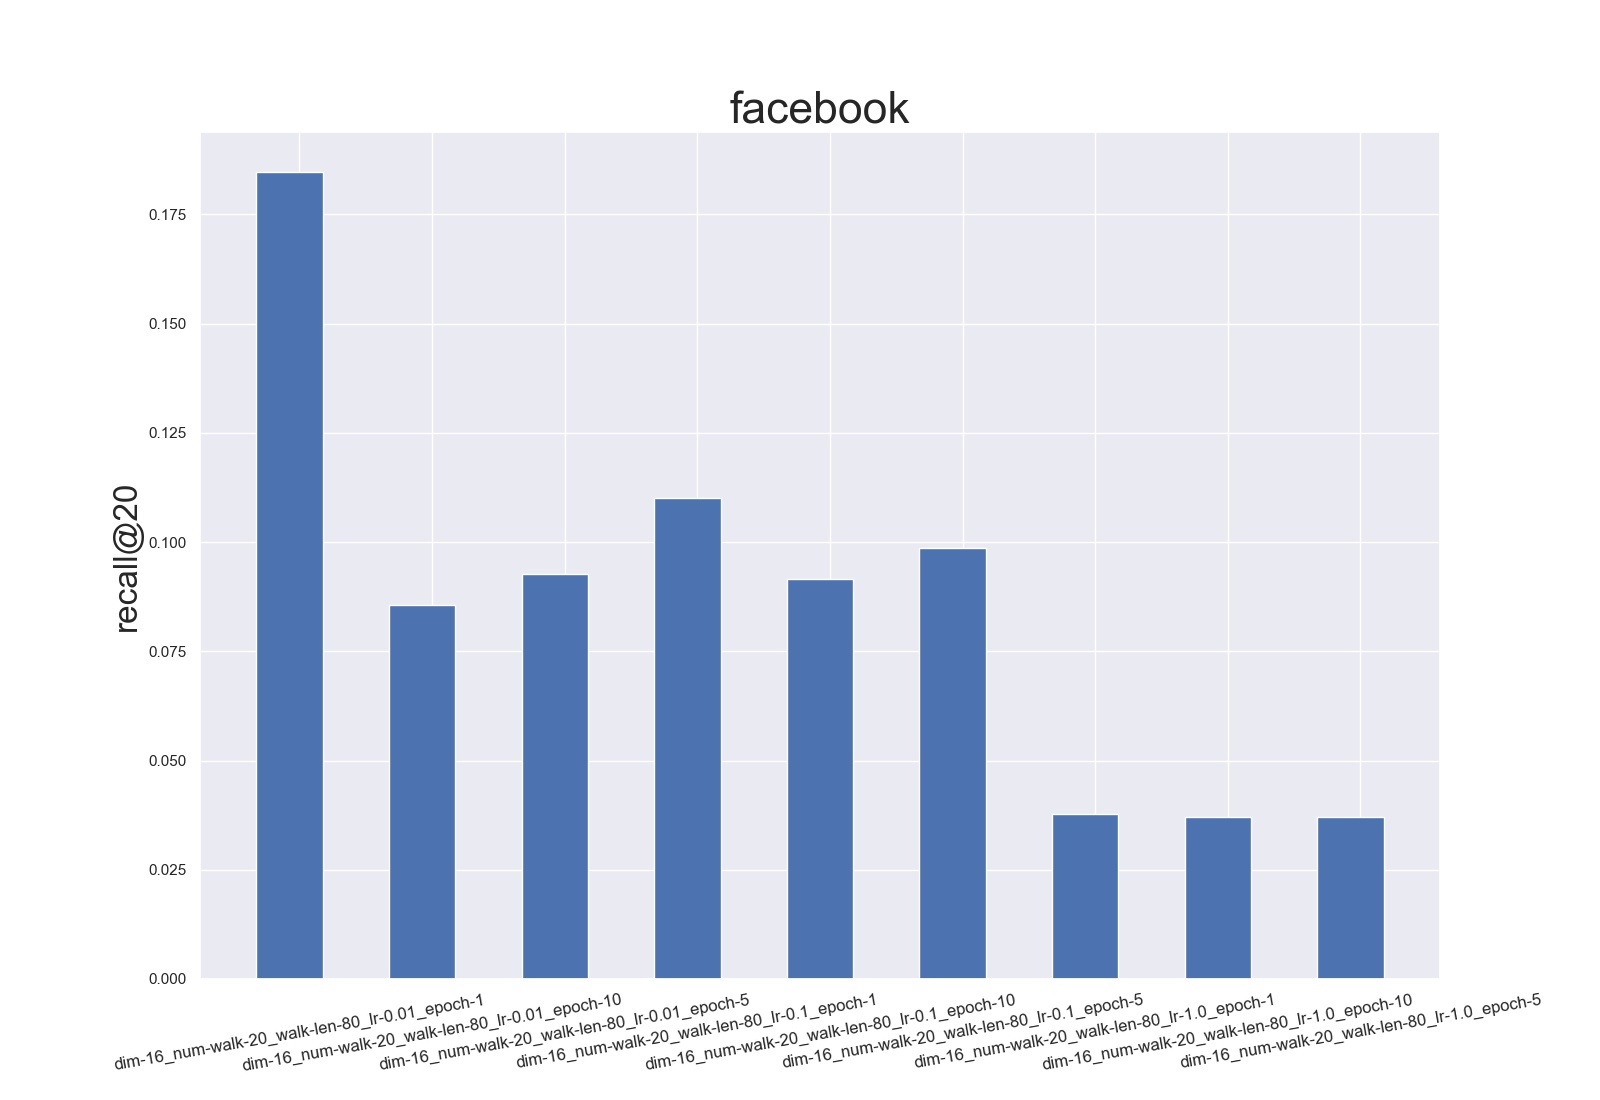 facebook
recall@20
0.175
0.150
0.125
0.100
0.075
0.050
0.025
0.000
dim-16_num-walk-20_walk-len-80_lr-0.01_epoch-1
dim-16_num-walk-20_walk-len-80_lr-0.01_epoch-10
dim-16_num-walk-20_walk-len-80_lr-0.01_epoch-5
dim-16_num-walk-20_walk-len-80_lr-0.1_epoch-1
dim-16_num-walk-20_walk-len-80_lr-0.1_epoch-10
dim-16_num-walk-20_walk-len-80_lr-0.1_epoch-5
dim-16_num-walk-20_walk-len-80_lr-1.0_epoch-1
dim-16_num-walk-20_walk-len-80_lr-1.0_epoch-10
dim-16_num-walk-20_walk-len-80_lr-1.0_epoch-5